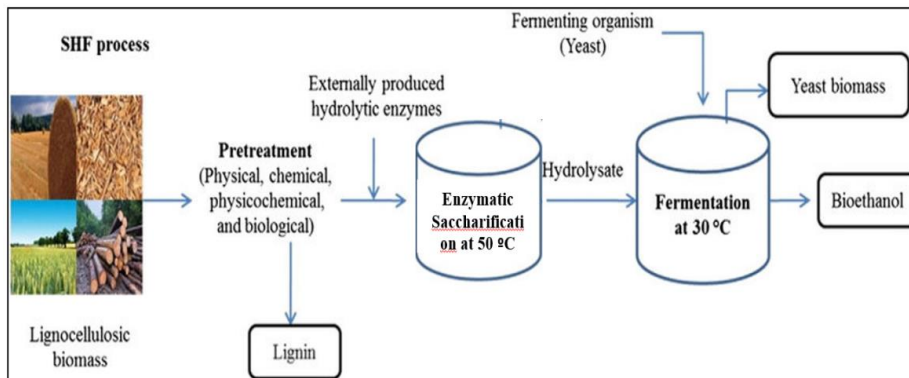 SHF process
Lignocellulosic
biomass
Pretreatment
(Physical, chemical,
physicochemical,
and biological)
Lignin
Externally produced
hydrolytic enzymes
Enzymatic
Saccharificati
on at 50 ºC
Hydrolysate
Fermenting organism
(Yeast)
Fermentation
at 30 °C
Yeast biomass
Bioethanol